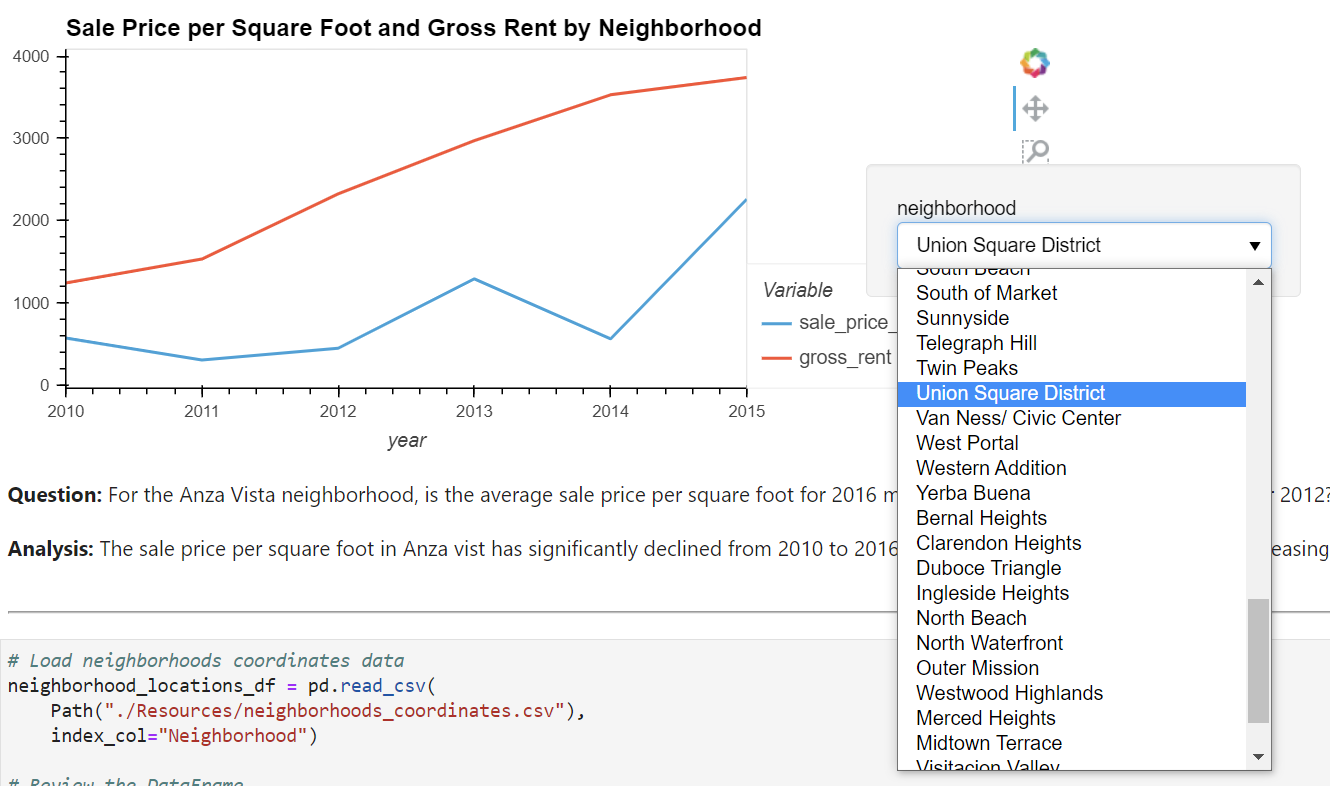 Sale Price per Square Foot and Gross Rent by Neighborhood
4000
3000
2000
1000
0
2010 2011 2012 2013 2014 2015
year
Variable
sale_price_
gross_rent
neighborhood
Union Square District
South Beach
South of Market
Sunnyside
Telegraph Hill
Twin Peaks
Union Square District
Van Ness/ Civic Center
West Portal
Western Addition
Yerba Buena
Bernal Heights
Clarendon Heights
Duboce Triangle
Ingleside Heights
North Beach
North Waterfront
Outer Mission
Westwood Highlands
Merced Heights
Midtown Terrace
Visitacion Valley
Question: For the Anza Vista neighborhood, is the average sale price per square foot for 2016 m 2012?
Analysis: The sale price per square foot in Anza vist has significantly declined from 2010 to 2016 easing
# Load neighborhoods coordinates data
neighborhood_locations_df = pd.read_csv(
Path("./Resources/neighborhoods_coordinates.csv"),
index_col="Neighborhood")
# Review the DataFrame